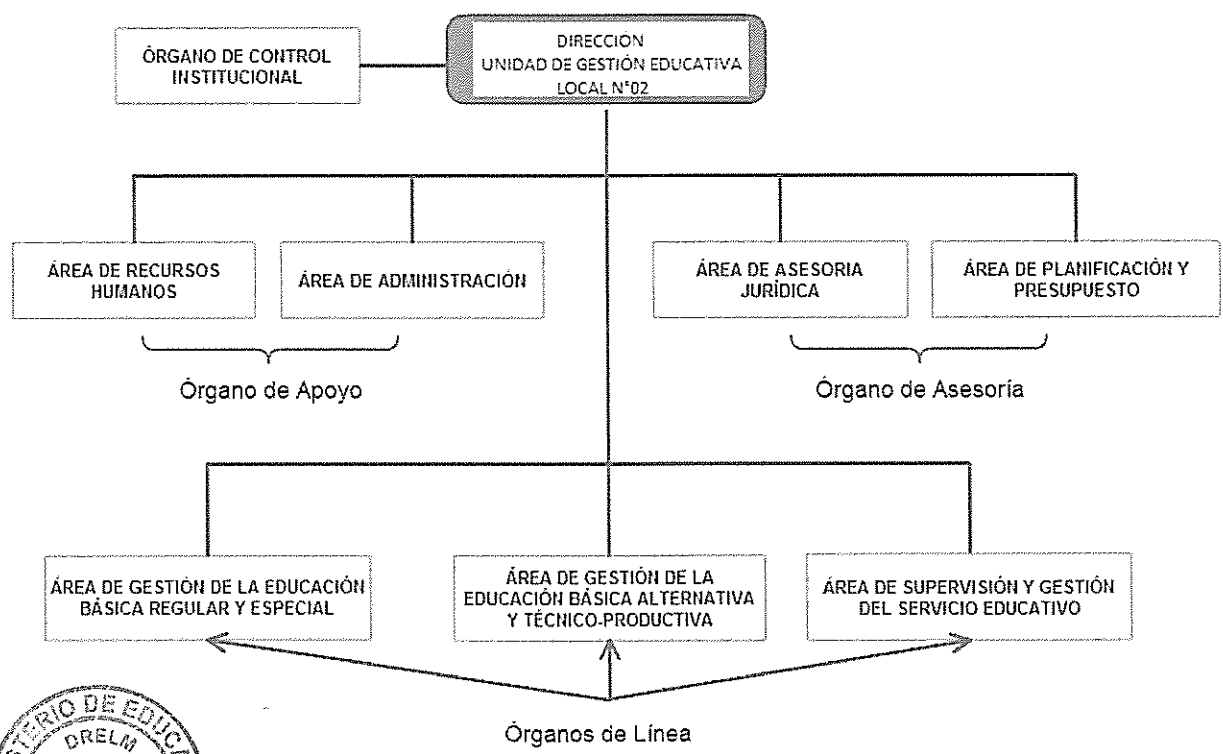 ÓRGANO DE CONTROL
INSTITUCIONAL
DIRECCIÓN
UNIDAD DE GESTIÓN EDUCATIVA
LOCAL N°02
ÁREA DE RECURSOS
HUMANOS
ÁREA DE ADMINISTRACIÓN
ÁREA DE ASESORIA
JURÍDICA
ÁREA DE PLANIFICACIÓN Y
PRESUPUESTO
Órgano de Apoyo
Órgano de Asesoría
ÁREA DE GESTIÓN DE LA EDUCACIÓN
BÁSICA REGULAR Y ESPECIAL
ÁREA DE GESTIÓN DE LA
EDUCACIÓN BÁSICA ALTERNATIVA
Y TÉCNICO-PRODUCTIVA
ÁREA DE SUPERVISIÓN Y GESTIÓN
DEL SERVICIO EDUCATIVO
Órganos de Línea
DE
DRELM